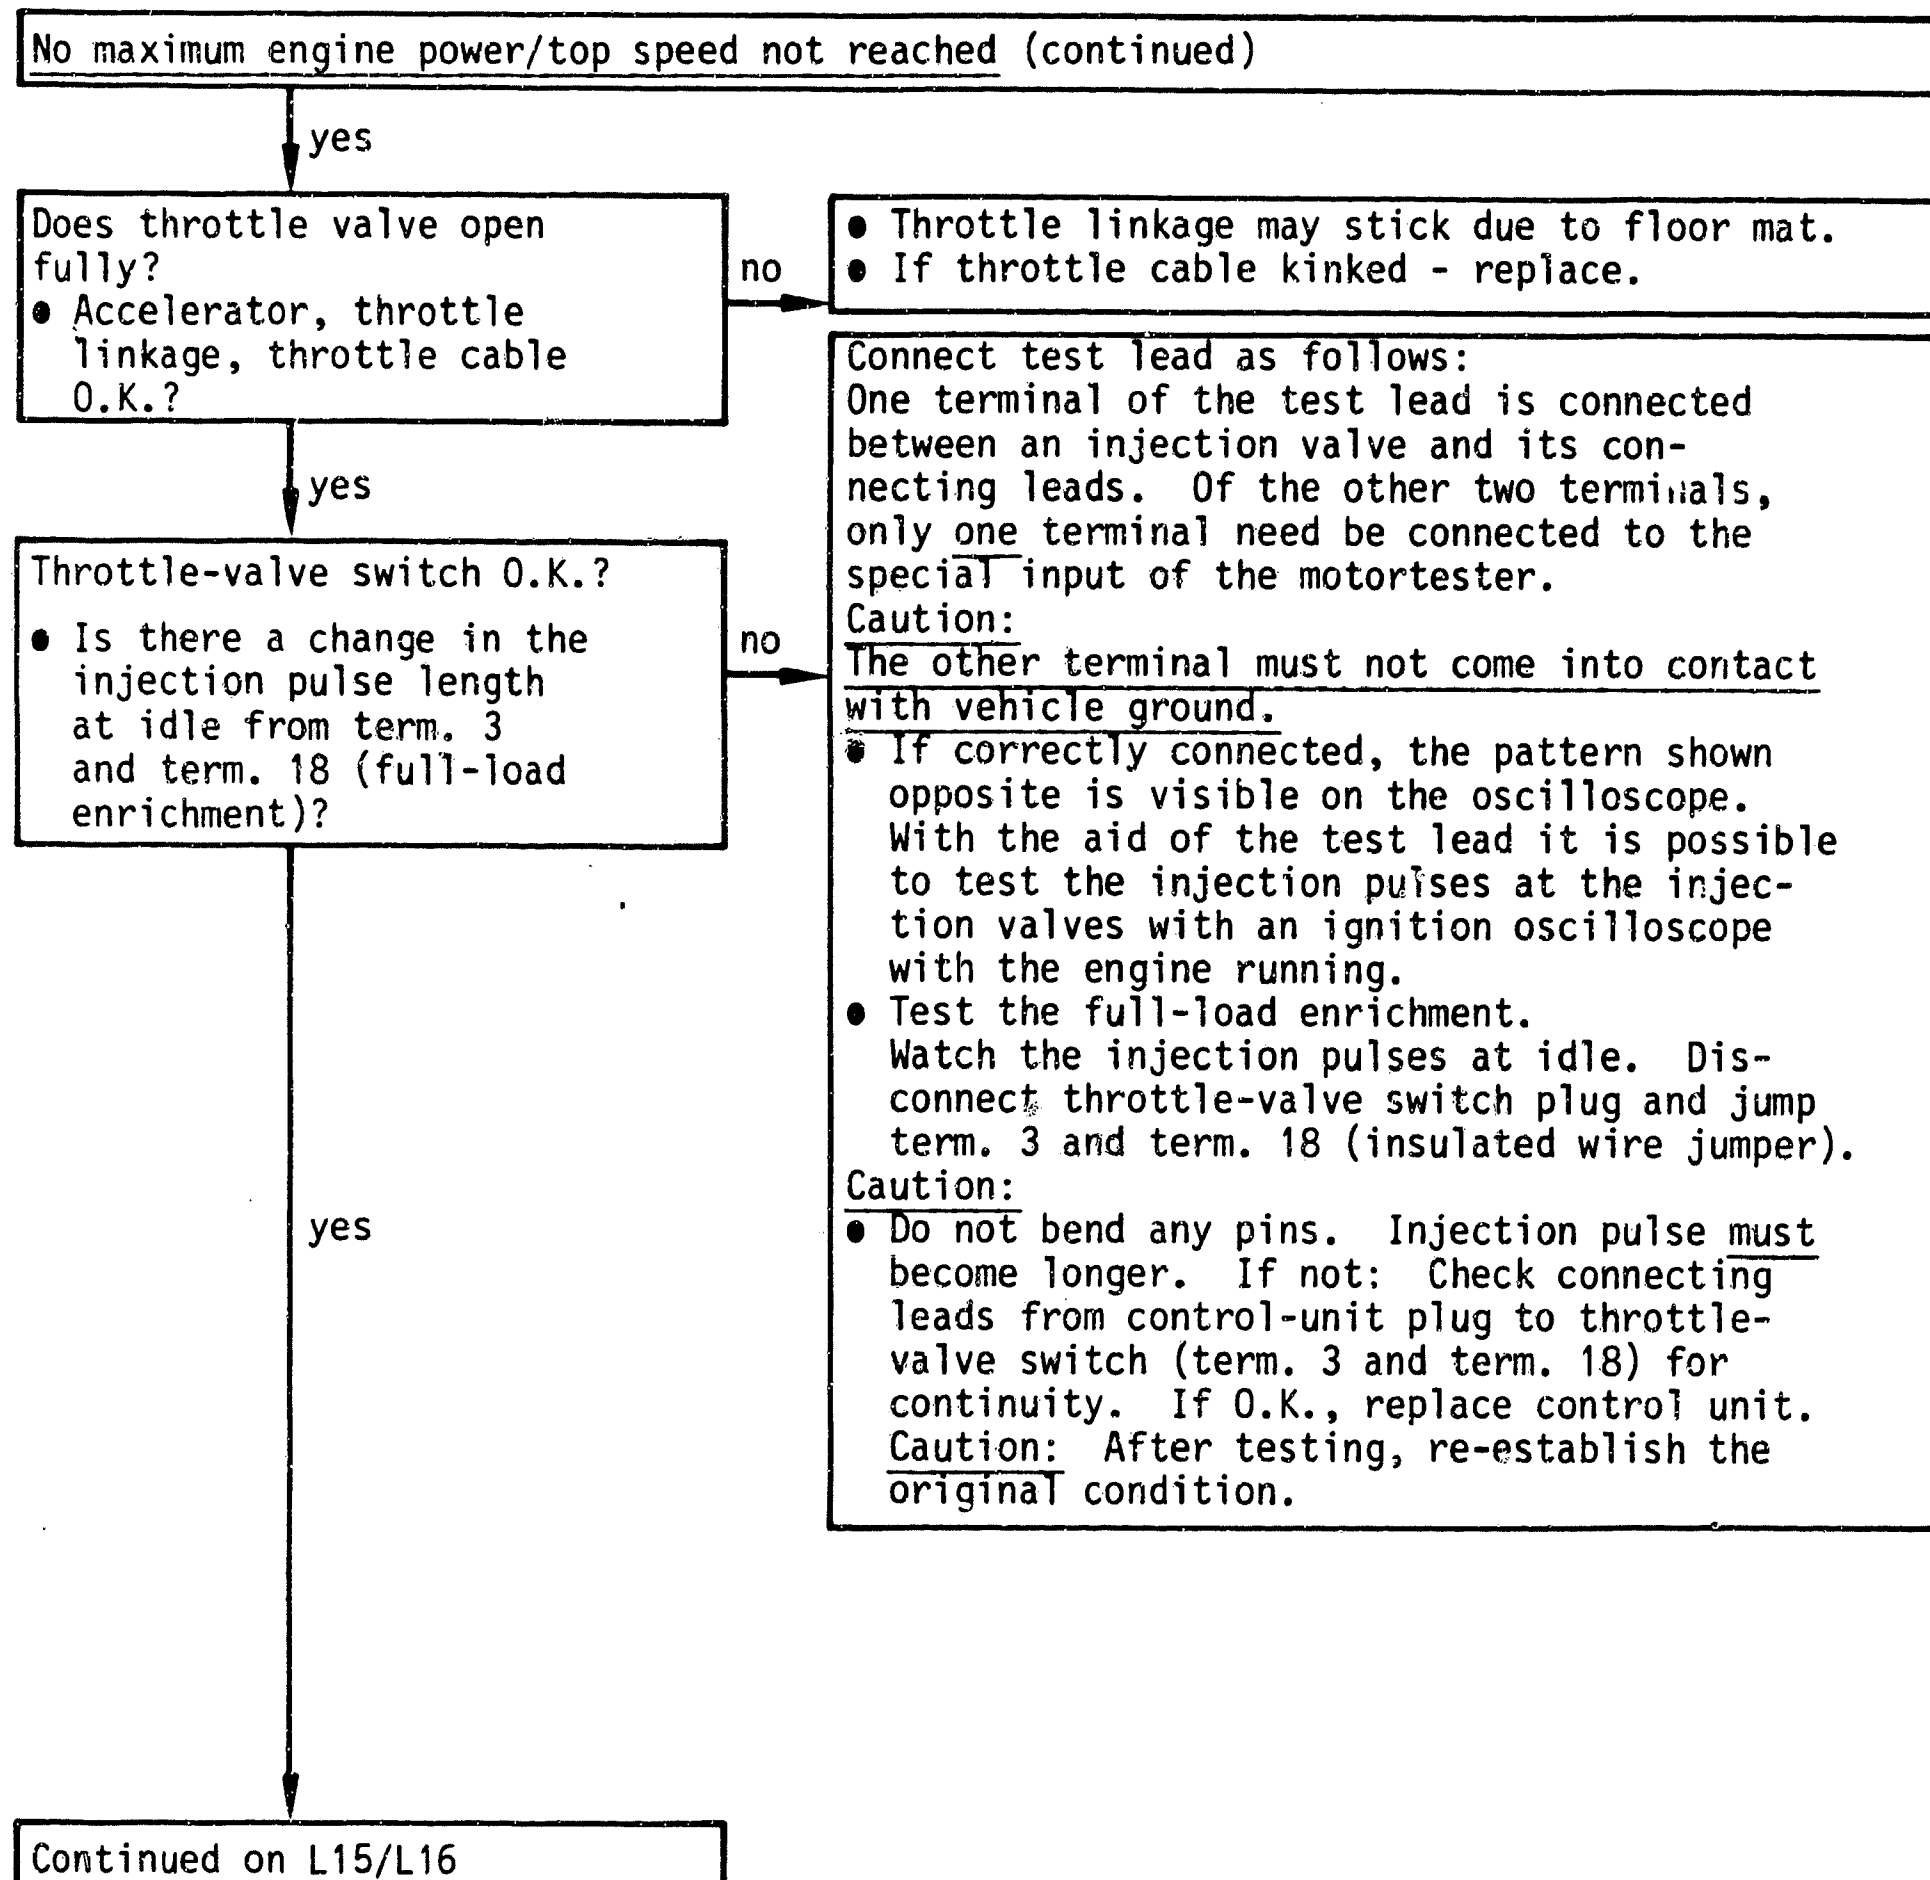 No maximum engine power/top speed not reached (continued)
yes
Does throttle valve open
fully?
● Accelerator, throttle
linkage, throttle cable
O.K.?
no
● Throttle linkage may stick due to floor mat.
● If throttle cable kinked - replace.
yes
Throttle-valve switch O.K.?
● Is there a change in the
injection pulse length
at idle from term. 3
and term. 18 (full-load
enrichment)?
no
Connect test lead as follows:
One terminal of the test lead is connected
between an injection valve and its con-
necting leads. Of the other two terminals,
only one terminal need be connected to the
special input of the motortester.
Caution:
The other terminal must not come into contact
with vehicle ground.
● If correctly connected, the pattern shown
opposite is visible on the oscilloscope.
With the aid of the test lead it is possible
to test the injection pulses at the injec-
tion valves with an ignition oscilloscope
with the engine running.
● Test the full-load enrichment.
Watch the injection pulses at idle. Dis-
connect throttle-valve switch plug and jump
term. 3 and term. 18 (insulated wire jumper).
Caution:
● Do not bend any pins. Injection pulse must
become longer. If not: Check connecting
leads from control-unit plug to throttle-
valve switch (term. 3 and term. 18) for
continuity. If O.K., replace control unit.
Caution: After testing, re-establish the
original condition.
yes
Continued on L15/L16